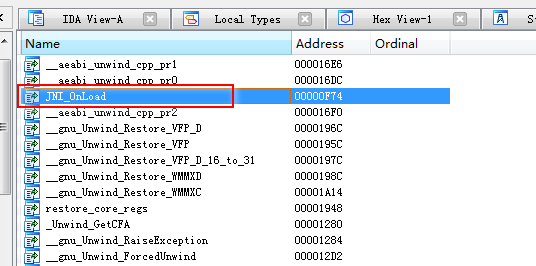 IDA View-A Local Types Hex View-1 St
Name Address Ordinal
__aeabi_unwind_cpp_pr1 000016E6
__aeabi_unwind_cpp_pr0 000016DC
JNI_OnLoad 00000F74
__aeabi_unwind_cpp_pr2 000016F0
__gnu_Unwind_Restore_VFP_D 0000196C
__gnu_Unwind_Restore_VFP 0000195C
__gnu_Unwind_Restore_VFP_D_16_to_31 0000197C
__gnu_Unwind_Restore_WMMXD 0000198C
__gnu_Unwind_Restore_WMMXC 00001A14
restore_core_regs 00001948
_Unwind_GetCFA 00001280
__gnu_Unwind_RaiseException 00001284
__gnu_Unwind_ForcedUnwind 000012D2